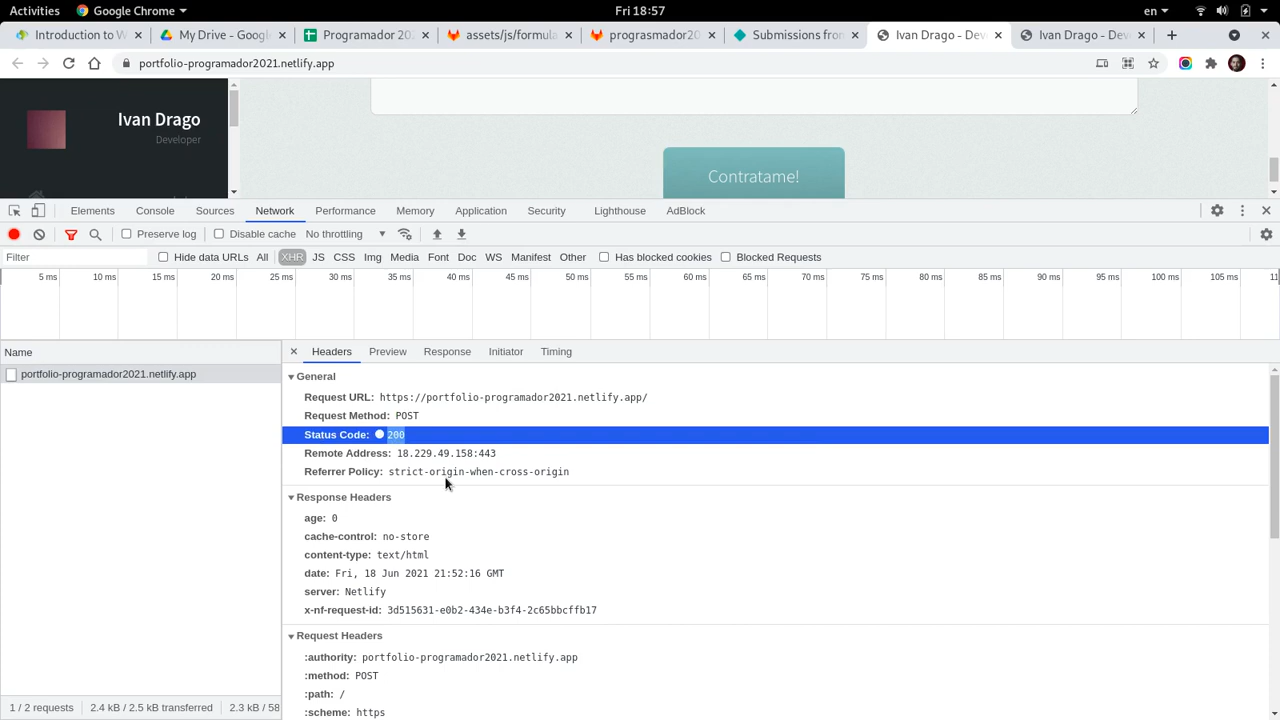 Activities Google Chrome Fri 18:57 en
Introduction to W My Drive - Google Programador 202 assets/js/formula prograsmador20 Submissions from Ivan Drago - Deve Ivan Drago - Deve
portfolio-programador2021.netlify.app
Ivan Drago
Developer
Contratame!
Elements Console Sources Network Performance Memory Application Security Lighthouse AdBlock
Preserve log Disable cache No throttling
Filter Hide data URLs All XHR JS CSS Img Media Font Doc WS Manifest Other Has blocked cookies Blocked Requests
5 ms 10 ms 15 ms 20 ms 25 ms 30 ms 35 ms 40 ms 45 ms 50 ms 55 ms 60 ms 65 ms 70 ms 75 ms 80 ms 85 ms 90 ms 95 ms 100 ms 105 ms 11
Name
portfolio-programador2021.netlify.app
Headers Preview Response Initiator Timing
General
Request URL: https://portfolio-programador2021.netlify.app/
Request Method: POST
Status Code: 200
Remote Address: 18.229.49.158:443
Referrer Policy: strict-origin-when-cross-origin
Response Headers
age: 0
cache-control: no-store
content-type: text/html
date: Fri, 18 Jun 2021 21:52:16 GMT
server: Netlify
x-nf-request-id: 3d515631-e0b2-434e-b3f4-2c65bbcffb17
Request Headers
:authority: portfolio-programador2021.netlify.app
:method: POST
:path: /
:scheme: https
1 / 2 requests 2.4 kB / 2.5 kB transferred 2.3 kB / 58